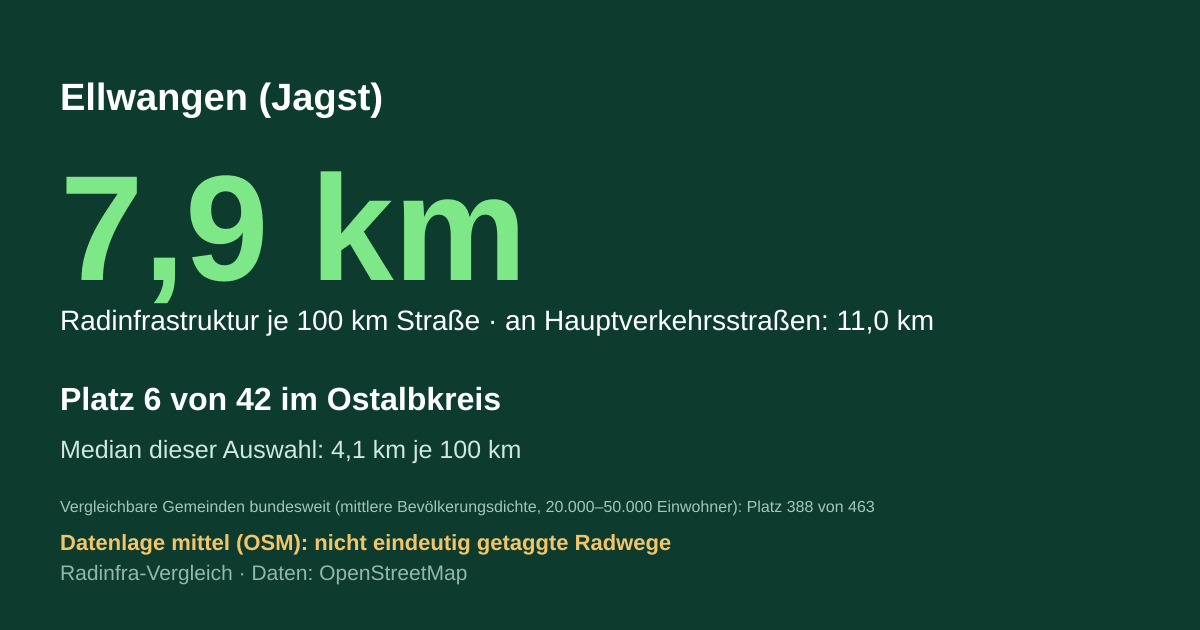 Ellwangen (Jagst)
7,9 km
Radinfrastruktur je 100 km Straße · an Hauptverkehrsstraßen: 11,0 km
Platz 6 von 42 im Ostalbkreis
Median dieser Auswahl: 4,1 km je 100 km
Vergleichbare Gemeinden bundesweit (mittlere Bevölkerungsdichte, 20.000–50.000 Einwohner): Platz 388 von 463
Datenlage mittel (OSM): nicht eindeutig getaggte Radwege
Radinfra-Vergleich · Daten: OpenStreetMap